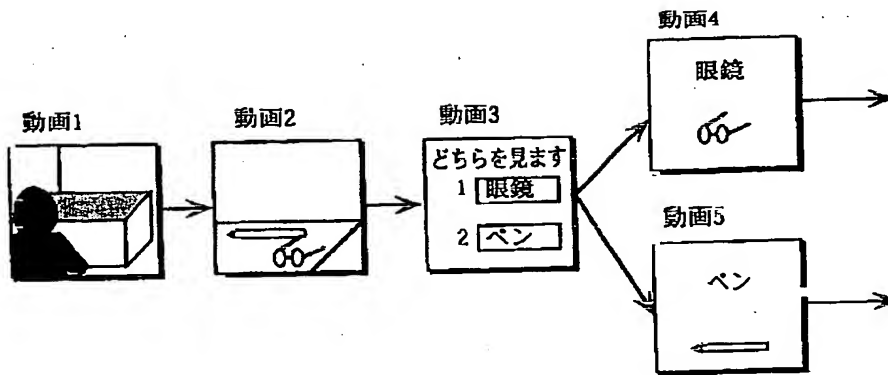 動画1
動画2
動画3
どちらを見ます
1 眼鏡
2 ペン
動画4
眼鏡
動画5
ペン